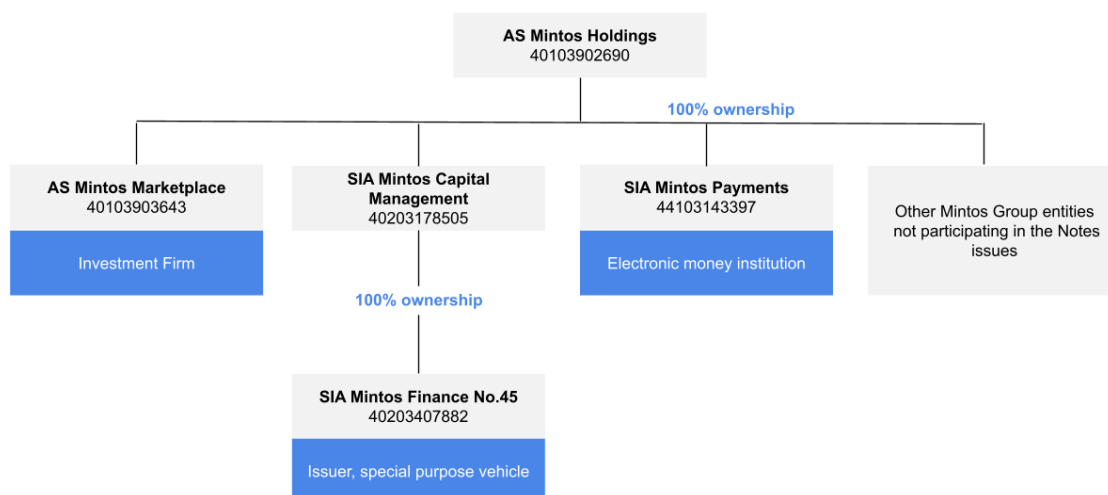 AS Mintos Holdings
40103902690
100% ownership
AS Mintos Marketplace
40103903643
Investment Firm
SIA Mintos Capital
Management
40203178505
SIA Mintos Payments
44103143397
Electronic money institution
Other Mintos Group entities
not participating in the Notes
issues
100% ownership
SIA Mintos Finance No.45
40203407882
Issuer, special purpose vehicle